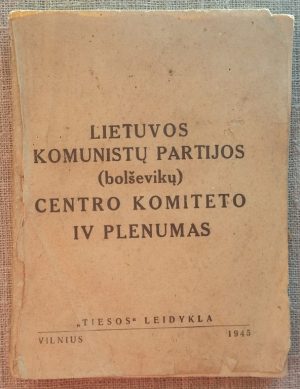 LIETUVOS
KOMUNISTŲ PARTIJOS
(bolševikų)
CENTRO KOMITETO
IV PLENUMAS
„TIESOS“ LEIDYKLA
VILNIUS 1945